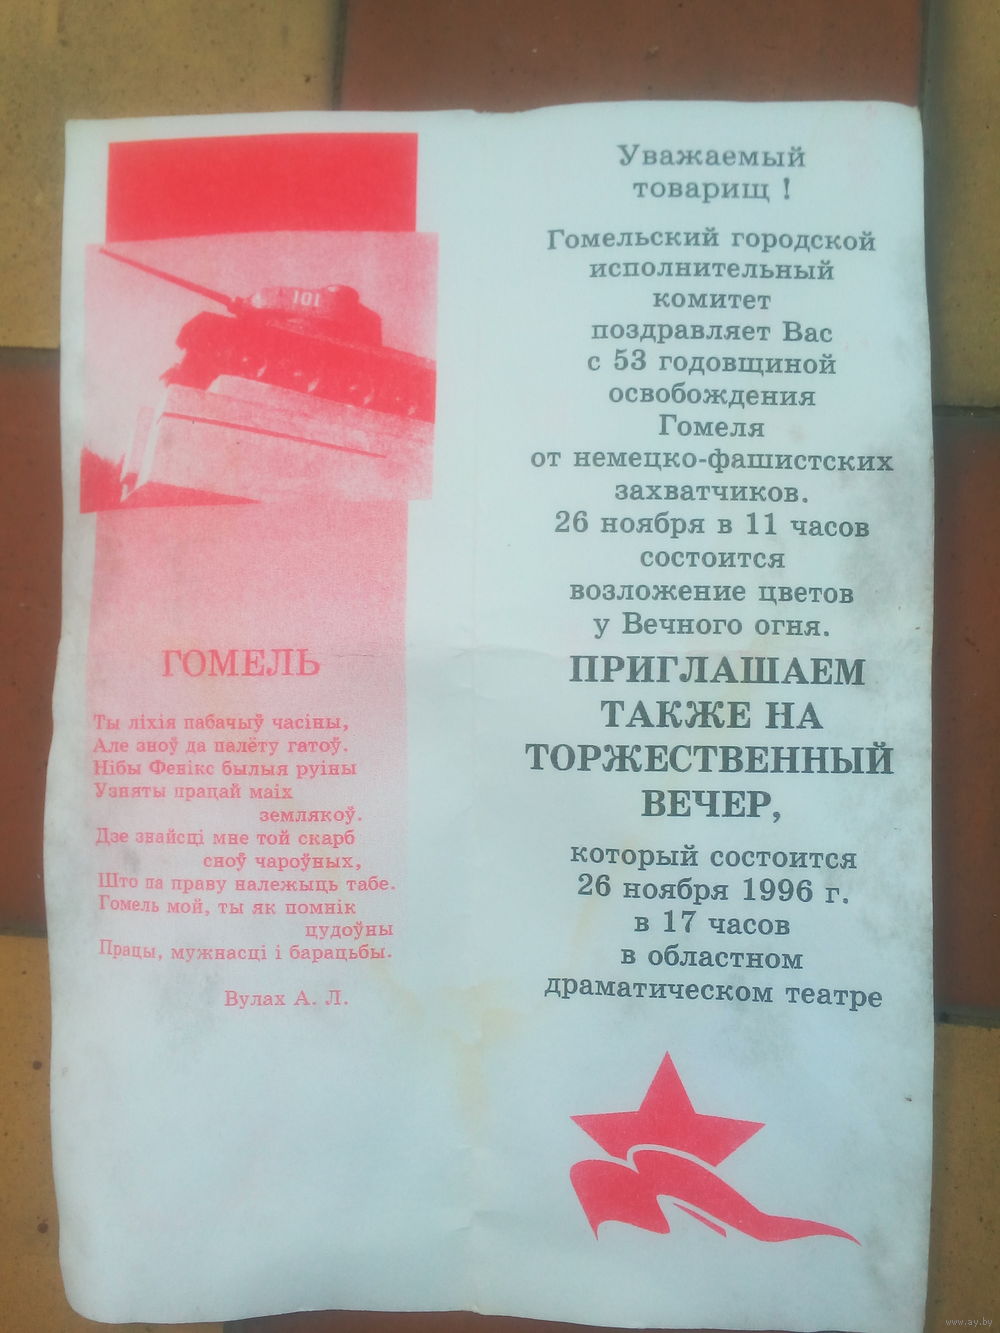 101
ГОМЕЛЬ
Ты ліхія пабачыў часіны,
Але зноў да палёту гатоў.
Нібы Фенікс былыя руіны
Узняты працай маіх
землякоў.
Дзе знайсці мне той скарб
сноў чароўных,
Што па праву належыць табе.
Гомель мой, ты як помнік
цудоўны
Працы, мужнасці і барацьбы.
Вулах А. Л.
Уважаемый
товарищ !
Гомельский городской
исполнительный
комитет
поздравляет Вас
с 53 годовщиной
освобождения
Гомеля
от немецко-фашистских
захватчиков.
26 ноября в 11 часов
состоится
возложение цветов
у Вечного огня.
ПРИГЛАШАЕМ
ТАКЖЕ НА
ТОРЖЕСТВЕННЫЙ
ВЕЧЕР,
который состоится
26 ноября 1996 г.
в 17 часов
в областном
драматическом театре
www.ay.by